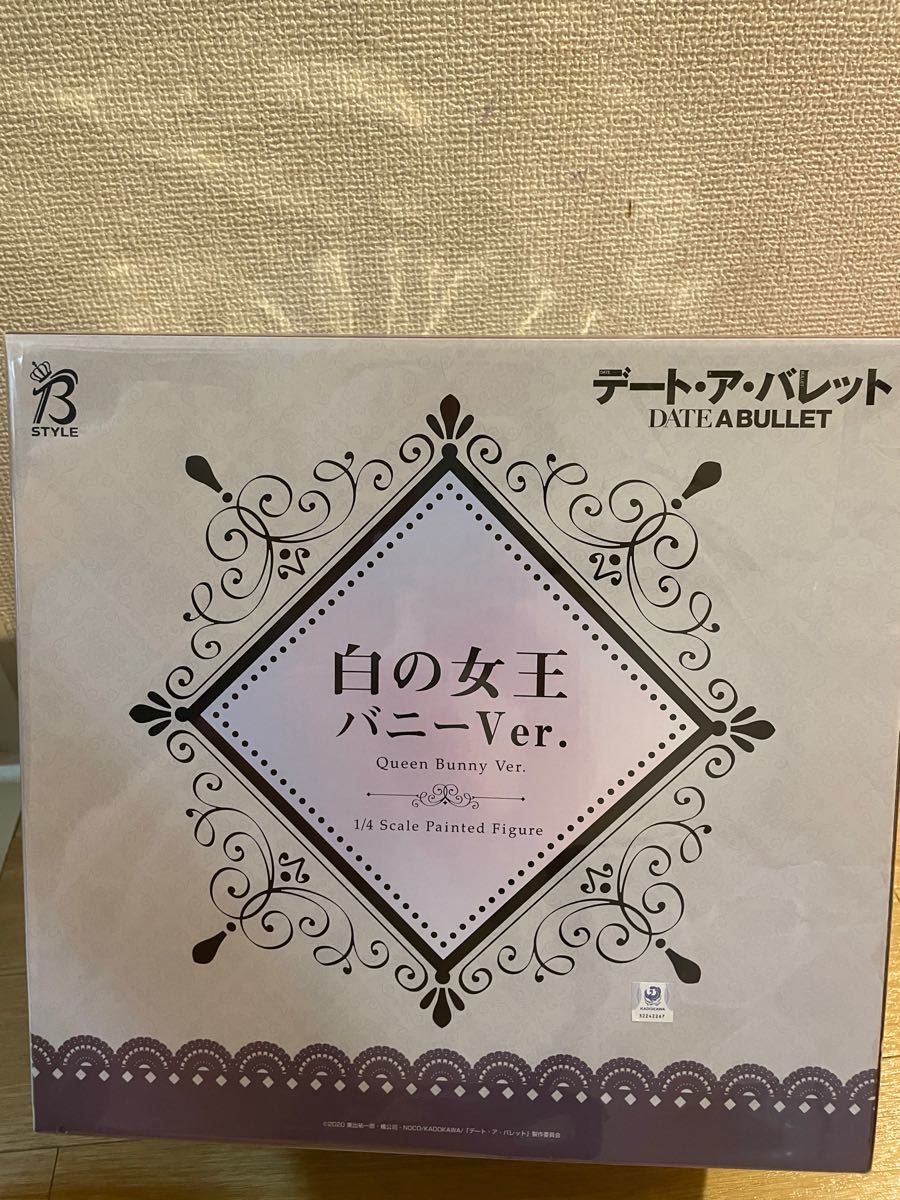 B
STYLE
デート・ア・バレット
DATE A BULLET
白の女王
バニーVer.
Queen Bunny Ver.
1/4 Scale Painted Figure
KADOKAWA
52242267
©2020 東出祐一郎・橘公司・NOCO/KADOKAWA/「デート・ア・バレット」製作委員会